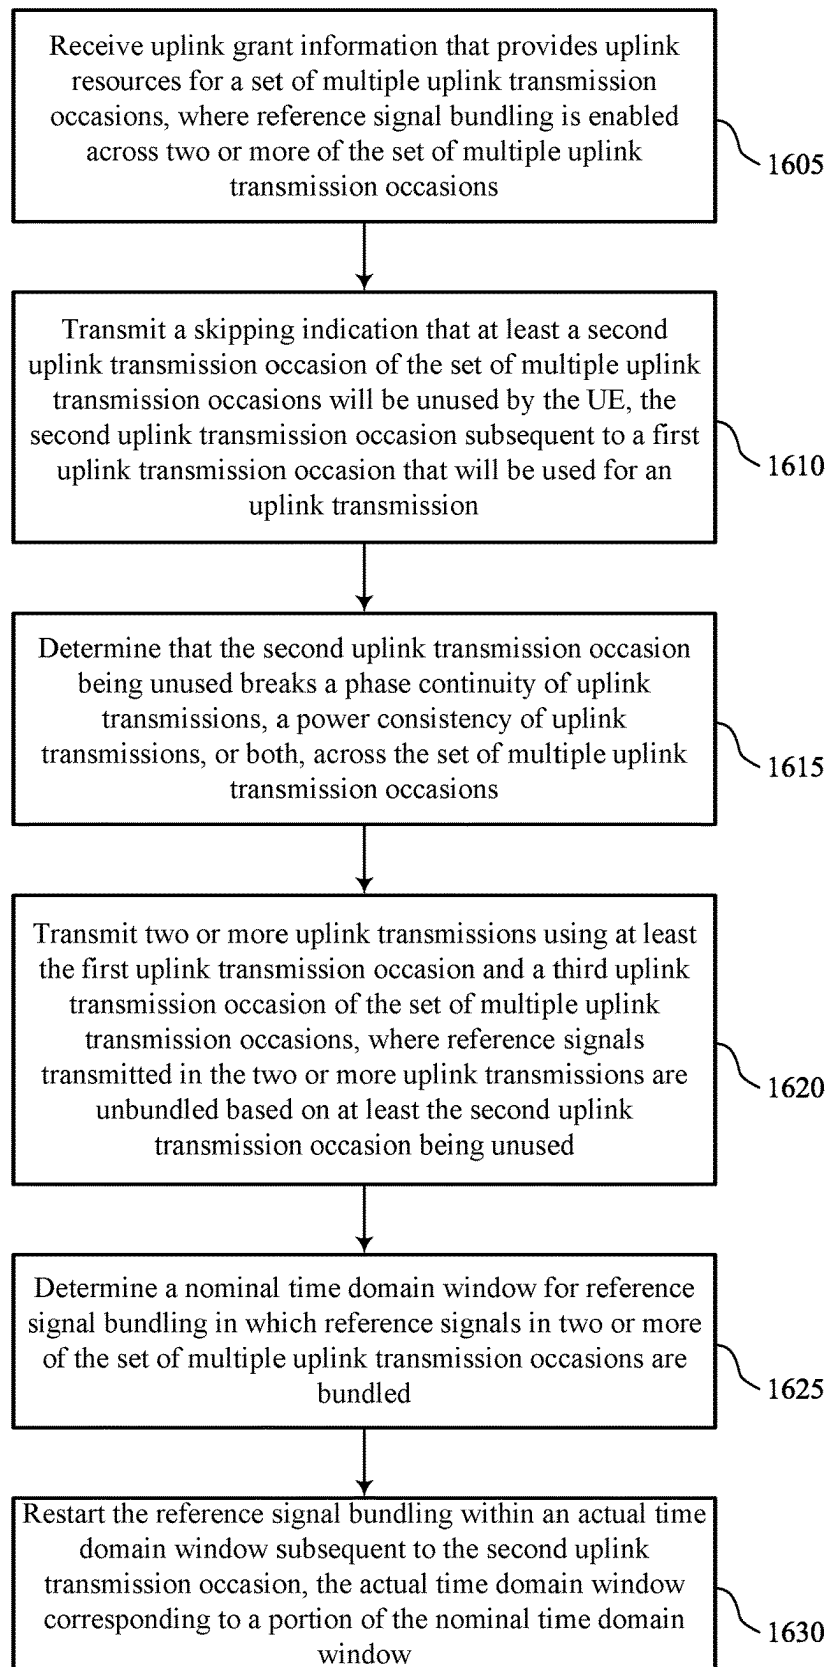 Receive uplink grant information that provides uplink
resources for a set of multiple uplink transmission
occasions, where reference signal bundling is enabled
across two or more of the set of multiple uplink
transmission occasions
1605
Transmit a skipping indication that at least a second
uplink transmission occasion of the set of multiple uplink
transmission occasions will be unused by the UE, the
second uplink transmission occasion subsequent to a first
uplink transmission occasion that will be used for an
uplink transmission
1610
Determine that the second uplink transmission occasion
being unused breaks a phase continuity of uplink
transmissions, a power consistency of uplink
transmissions, or both, across the set of multiple uplink
transmission occasions
1615
Transmit two or more uplink transmissions using at least
the first uplink transmission occasion and a third uplink
transmission occasion of the set of multiple uplink
transmission occasions, where reference signals
transmitted in the two or more uplink transmissions are
unbundled based on at least the second uplink
transmission occasion being unused
1620
Determine a nominal time domain window for reference
signal bundling in which reference signals in two or more
of the set of multiple uplink transmission occasions are
bundled
1625
Restart the reference signal bundling within an actual time
domain window subsequent to the second uplink
transmission occasion, the actual time domain window
corresponding to a portion of the nominal time domain
window
1630